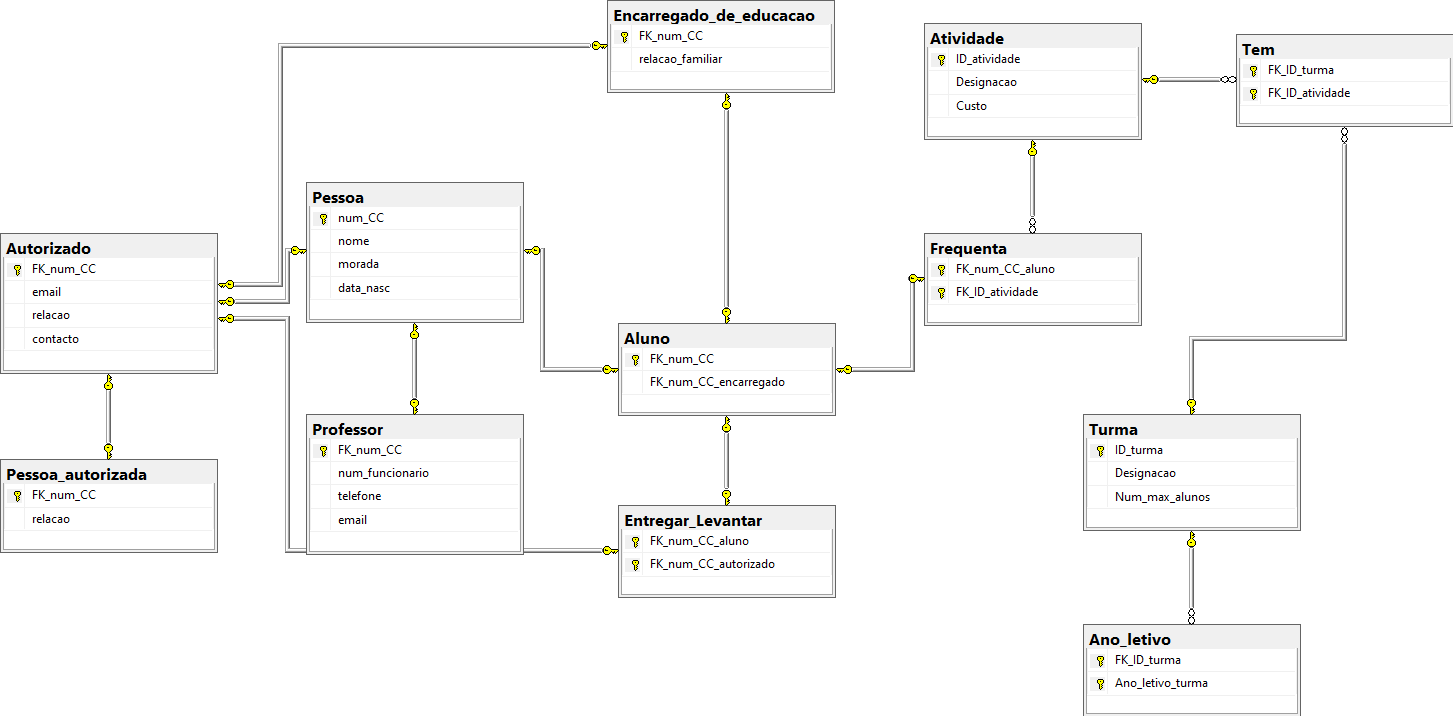 Encarregado_de_educacao
FK_num_CC
relacao_familiar
Atividade
ID_atividade
Designacao
Custo
Tem
FK_ID_turma
FK_ID_atividade
Pessoa
num_CC
nome
morada
data_nasc
Autorizado
FK_num_CC
email
relacao
contacto
Frequenta
FK_num_CC_aluno
FK_ID_atividade
Aluno
FK_num_CC
FK_num_CC_encarregado
Professor
FK_num_CC
num_funcionario
telefone
email
Turma
ID_turma
Designacao
Num_max_alunos
Pessoa_autorizada
FK_num_CC
relacao
Entregar_Levantar
FK_num_CC_aluno
FK_num_CC_autorizado
Ano_letivo
FK_ID_turma
Ano_letivo_turma